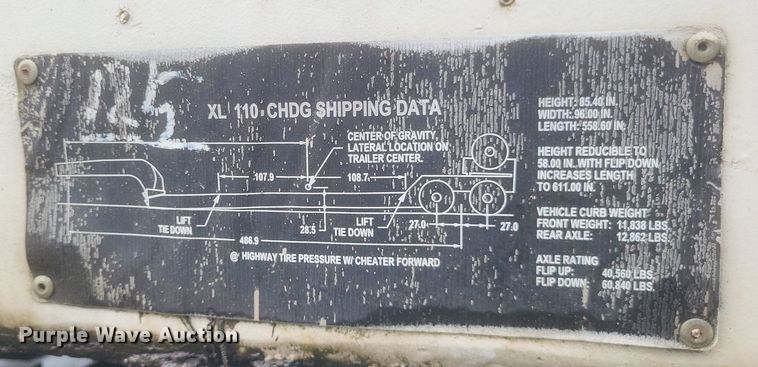 125
XL 110 CHDG SHIPPING DATA
CENTER OF GRAVITY,
LATERAL LOCATION ON
TRAILER CENTER.
107.9
108.7
LIFT
TIE DOWN
28.5
LIFT
TIE DOWN
27.0
27.0
486.9
@ HIGHWAY TIRE PRESSURE W/ CHEATER FORWARD
HEIGHT: 85.40 IN.
WIDTH: 96.00 IN.
LENGTH: 558.60 IN.
HEIGHT REDUCIBLE TO
58.00 IN. WITH FLIP DOWN
INCREASES LENGTH
TO 611.00 IN.
VEHICLE CURB WEIGHT
FRONT WEIGHT: 11,838 LBS.
REAR AXLE: 12,862 LBS.
AXLE RATING
FLIP UP: 40,560 LBS.
FLIP DOWN: 60,840 LBS.
Purple Wave Auction